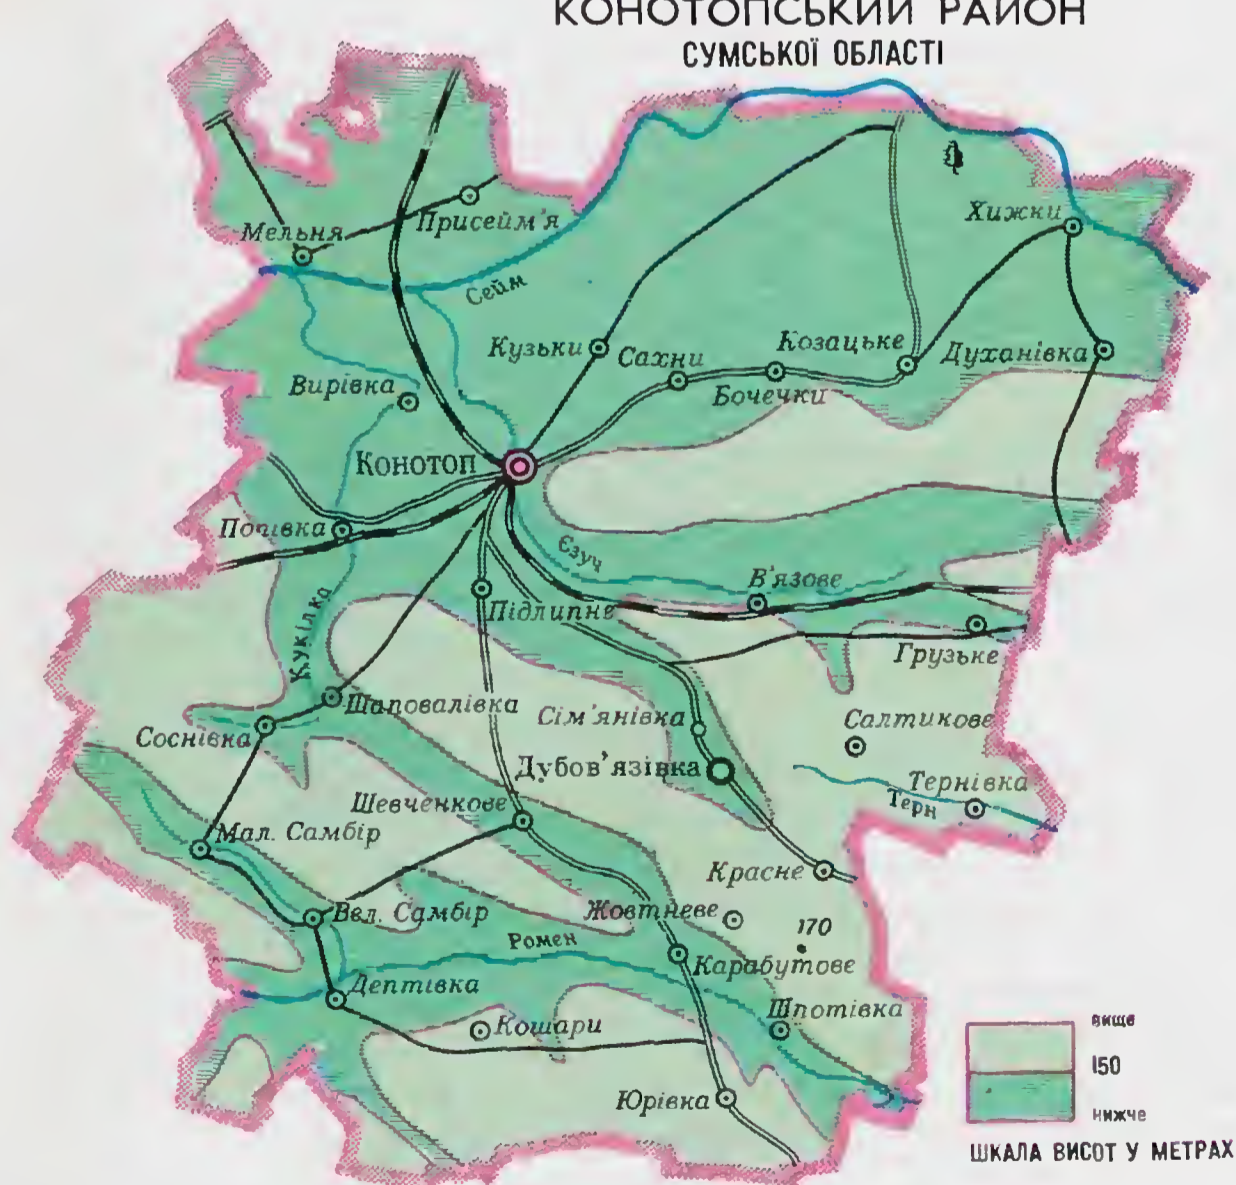 КОНОТОПСЬКИЙ РАЙОН
СУМСЬКОЇ ОБЛАСТІ
Хижки
Присейм'я
Мельня
Сейм
Козацьке
Кузьки
Сахни
Духанівка
Вирівка
Бочечки
Конотоп
Попівка
Єзуч
В'язове
Підлипне
Кукілка
Грузьке
Шаповалівка
Сім'янівка
Салтикове
Соснівка
Дубов'язівка
Тернівка
Терн
Шевченкове
Мал. Самбір
Красне
Вел. Самбір
Жовтневе
170
Ромен
Карабутове
Дептівка
Шпотівка
Кошари
Юрівка
вище
150
нижче
ШКАЛА ВИСОТ У МЕТРАХ